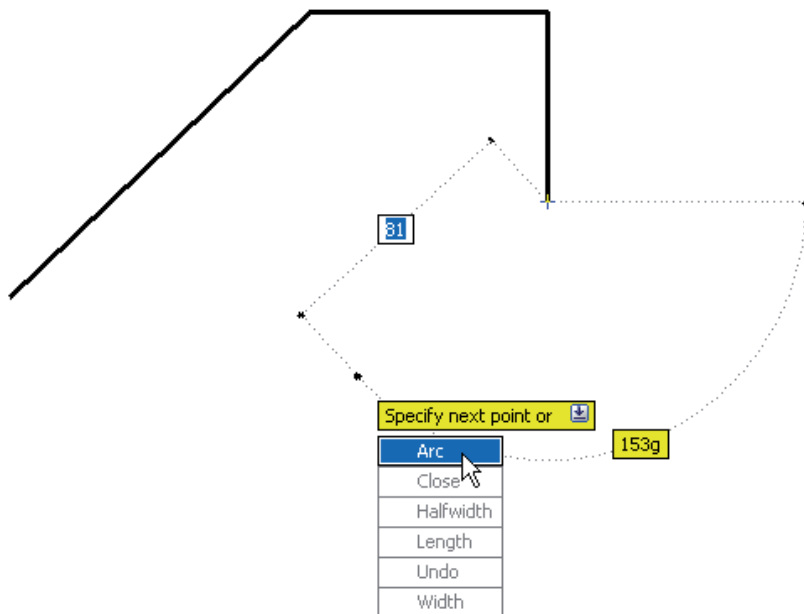 81
Specify next point or
153g
Arc
Close
Halfwidth
Length
Undo
Width